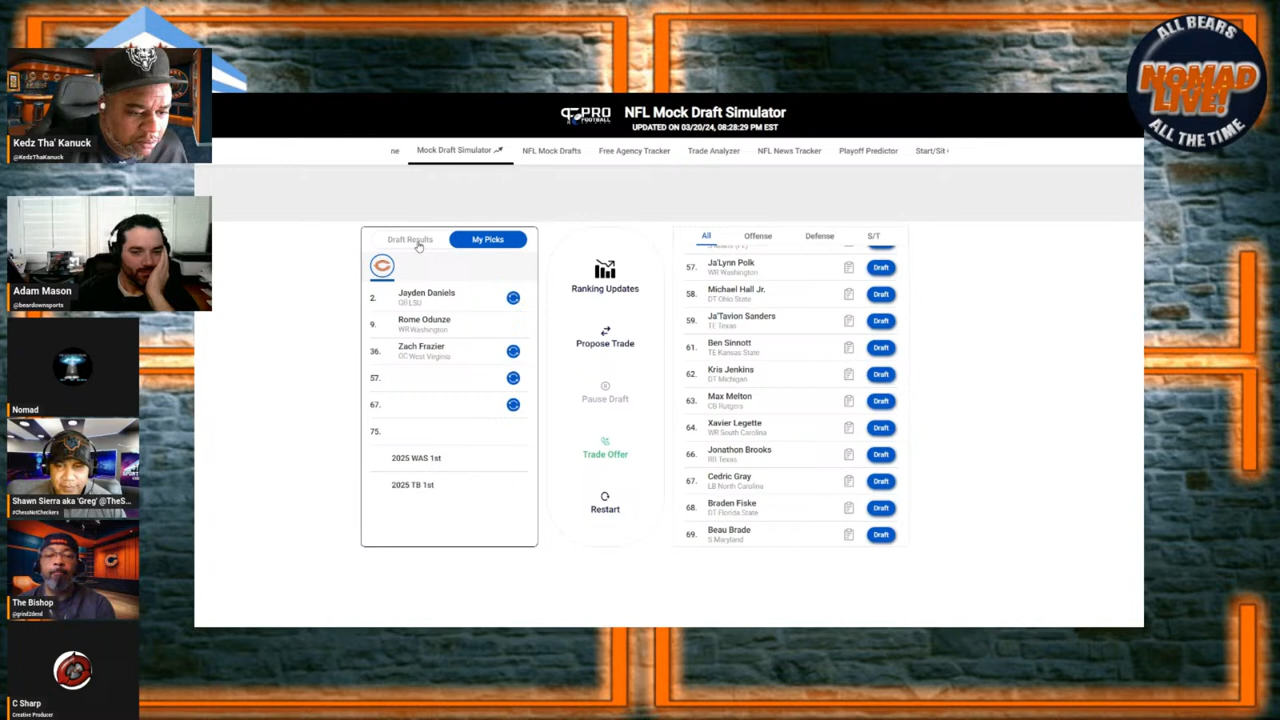 ALL BEARS
NOMAD
LIVE!
ALL THE TIME
Kedz Tha' Kanuck
@KedzThaKanuck
Adam Mason
@beardownsports
Nomad
Shawn Sierra aka 'Greg' @TheS...
#ChessNotCheckers
The Bishop
@grind2dend
C Sharp
Creative Producer
PRO
FOOTBALL
NFL Mock Draft Simulator
UPDATED ON 03/20/24, 08:28:29 PM EST
ne
Mock Draft Simulator
NFL Mock Drafts
Free Agency Tracker
Trade Analyzer
NFL News Tracker
Playoff Predictor
Start/Sit
Draft Results
My Picks
2. Jayden Daniels
QB LSU
9. Rome Odunze
WR Washington
36. Zach Frazier
OC West Virginia
57.
67.
75.
2025 WAS 1st
2025 TB 1st
Ranking Updates
Propose Trade
Pause Draft
Trade Offer
Restart
All
Offense
Defense
S/T
57. Ja'Lynn Polk Draft
WR Washington
58. Michael Hall Jr. Draft
DT Ohio State
59. Ja'Tavion Sanders Draft
TE Texas
61. Ben Sinnott Draft
TE Kansas State
62. Kris Jenkins Draft
DT Michigan
63. Max Melton Draft
CB Rutgers
64. Xavier Legette Draft
WR South Carolina
66. Jonathon Brooks Draft
RB Texas
67. Cedric Gray Draft
LB North Carolina
68. Braden Fiske Draft
DT Florida State
69. Beau Brade Draft
S Maryland